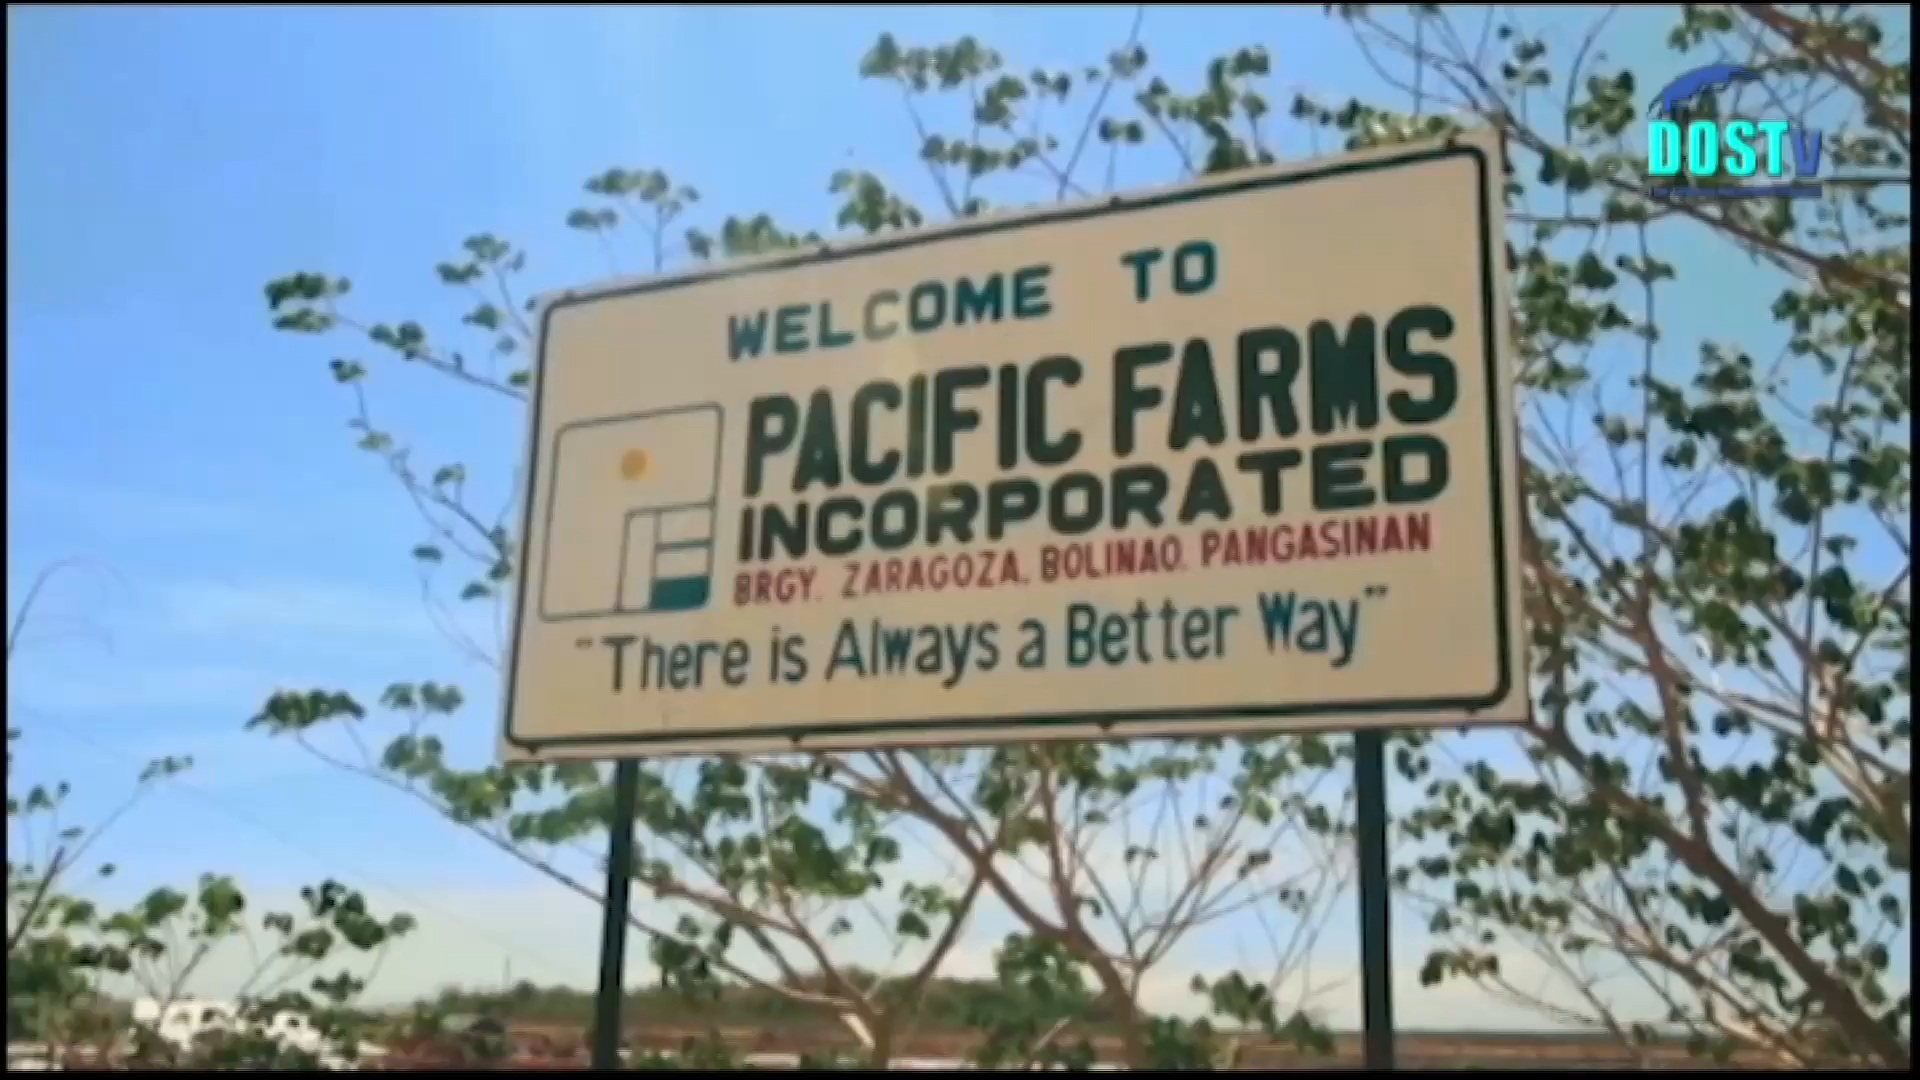 DOSTv
WELCOME TO
PACIFIC FARMS
INCORPORATED
BRGY. ZARAGOZA, BOLINAO, PANGASINAN
"There is Always a Better Way"